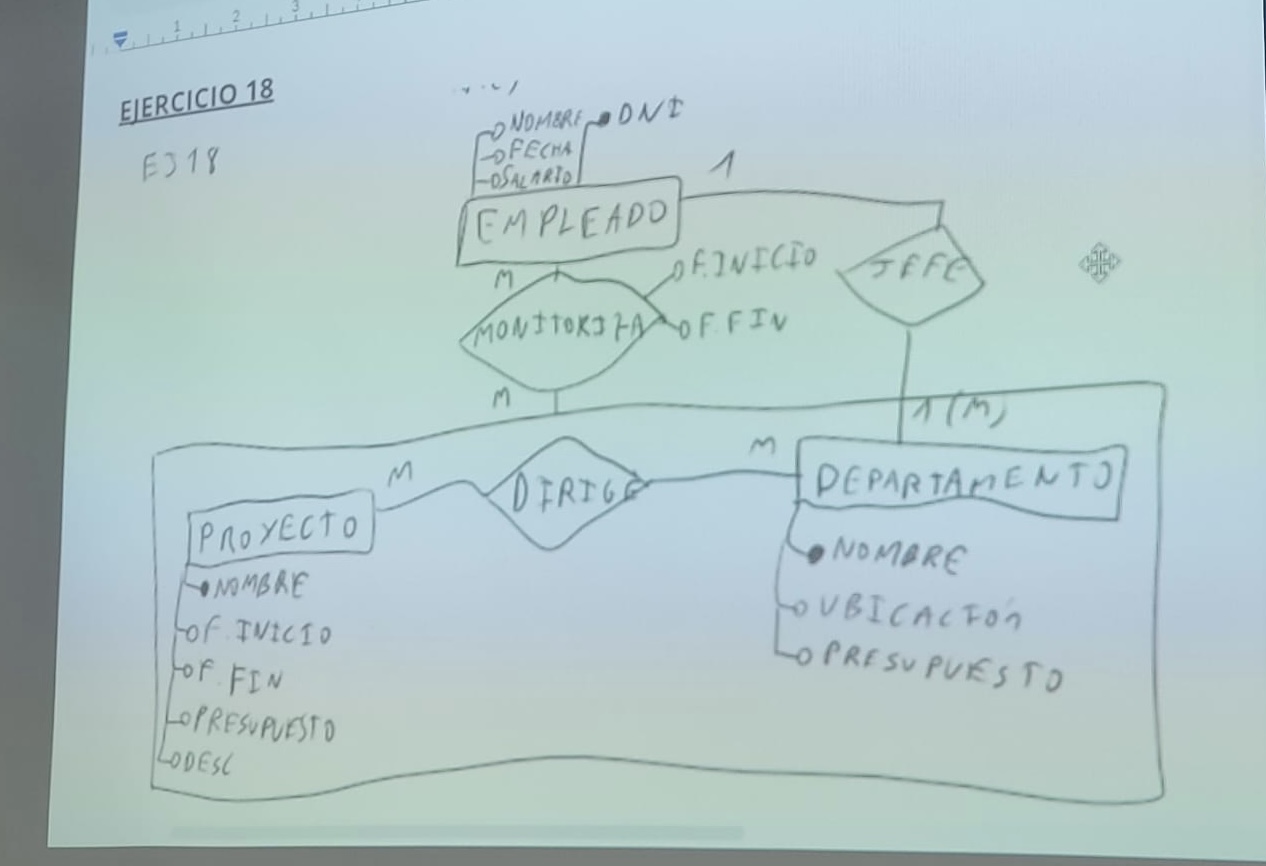 1 2 3
EJERCICIO 18
EJ18
NOMBRE DNI
FECHA
SALARIO
1
EMPLEADO
M
F.INICIO
JEFE
MONITORIZA
F.FIN
M
1 (M)
M
M
DIRIGE
DEPARTAMENTO
PROYECTO
NOMBRE
NOMBRE
F.INICIO
UBICACIÓN
F.FIN
PRESUPUESTO
PRESUPUESTO
DESC